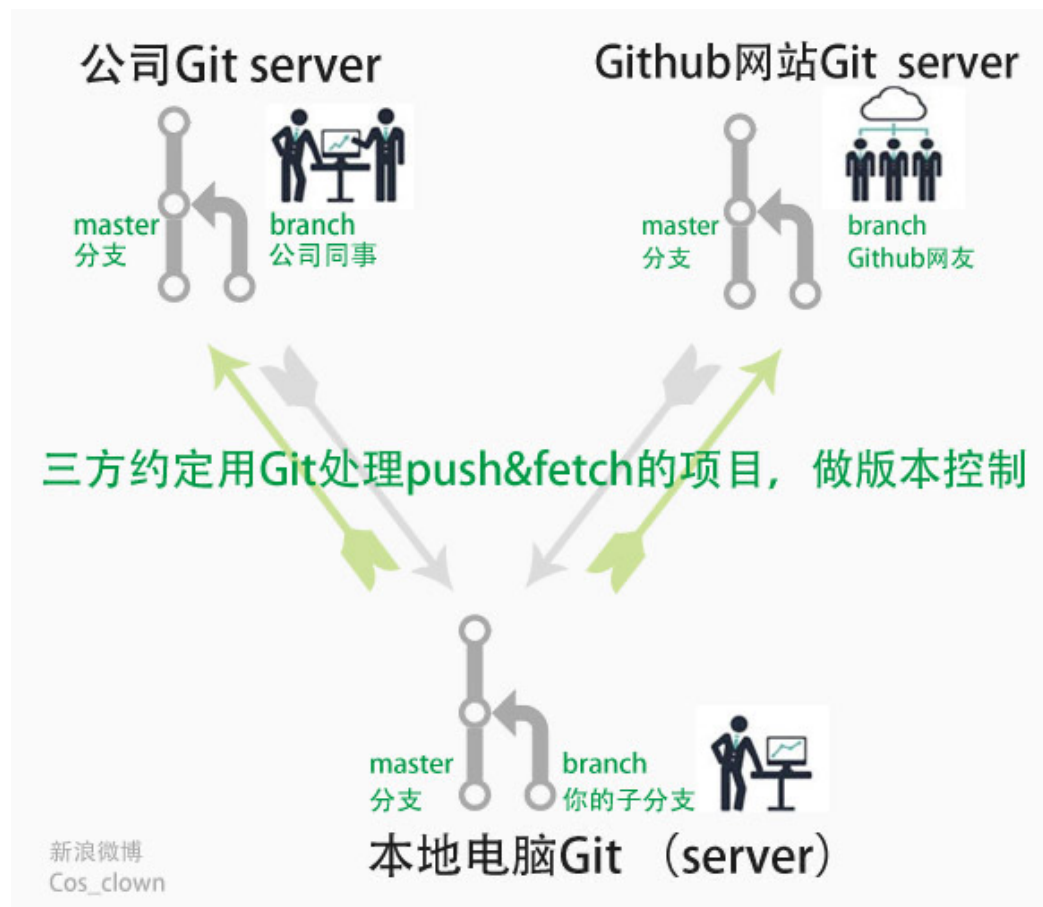 公司Git server
Github网站Git server
master
分支
branch
公司同事
master
分支
branch
Github网友
三方约定用Git处理push&fetch的项目，做版本控制
master
分支
branch
你的子分支
本地电脑Git （server）
新浪微博
Cos_clown